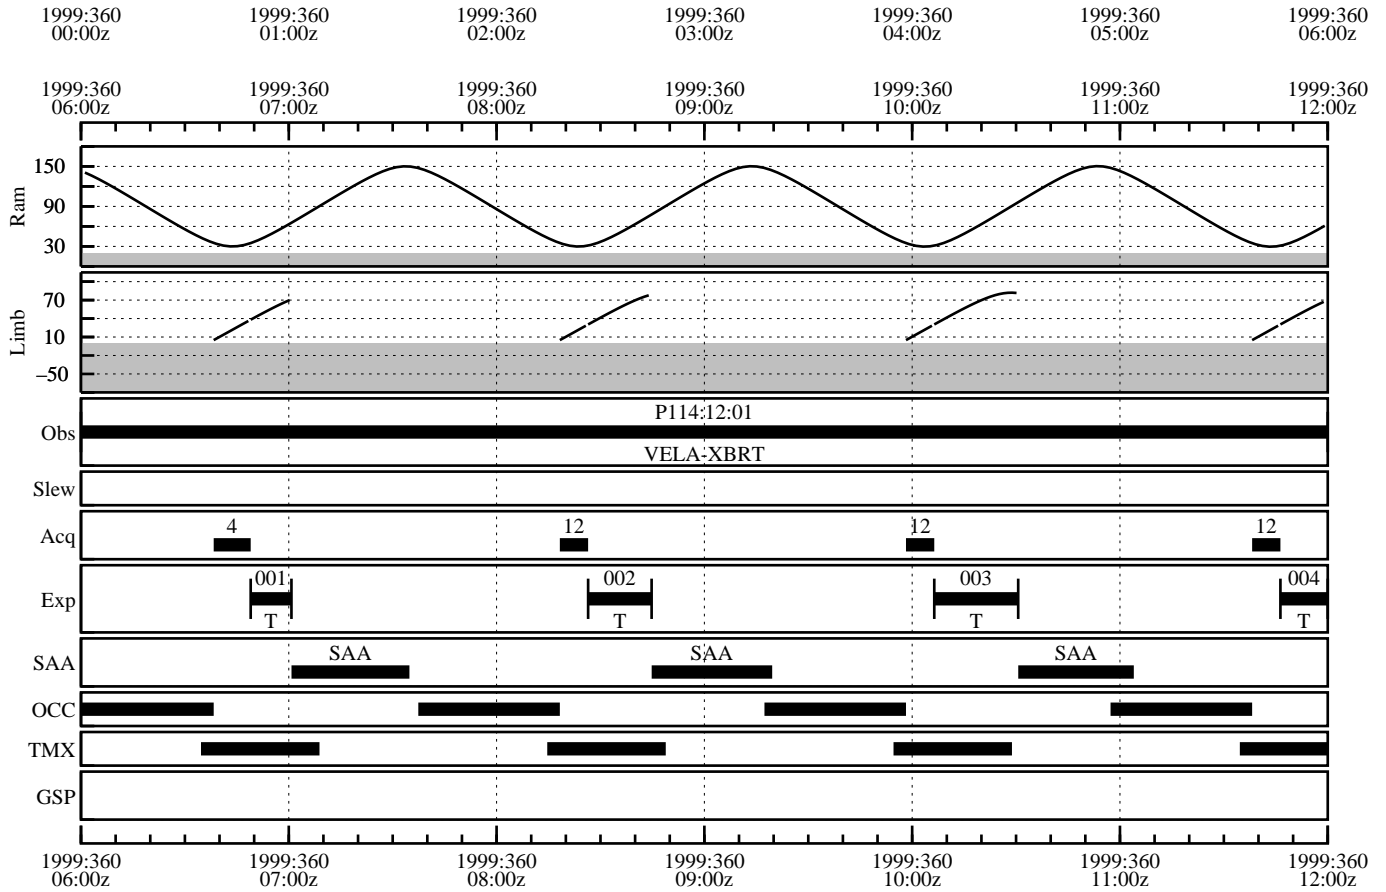 1999:360 1999:360 1999:360 1999:360 1999:360 1999:360 1999:360
00:00z 01:00z 02:00z 03:00z 04:00z 05:00z 06:00z
1999:360 1999:360 1999:360 1999:360 1999:360 1999:360 1999:360
06:00z 07:00z 08:00z 09:00z 10:00z 11:00z 12:00z
Ram
150
90
30
Limb
70
10
−50
P114:12:01
Obs
VELA-XBRT
Slew
4 12 12 12
Acq
001 002 003 004
Exp
T T T T
SAA SAA SAA
SAA
OCC
TMX
GSP
1999:360 1999:360 1999:360 1999:360 1999:360 1999:360 1999:360
06:00z 07:00z 08:00z 09:00z 10:00z 11:00z 12:00z